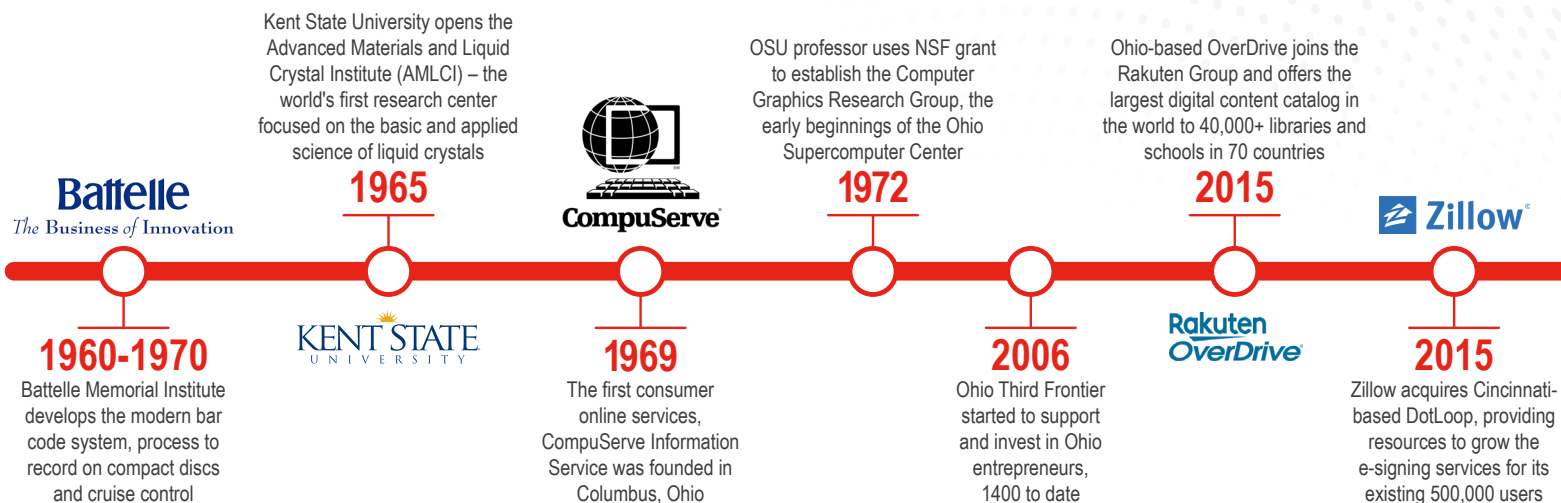 Battelle
The Business of Innovation
1960-1970
Battelle Memorial Institute
develops the modern bar
code system, process to
record on compact discs
and cruise control
Kent State University opens the
Advanced Materials and Liquid
Crystal Institute (AMLCI) – the
world's first research center
focused on the basic and applied
science of liquid crystals
1965
KENT STATE
UNIVERSITY
CompuServe
1969
The first consumer
online services,
CompuServe Information
Service was founded in
Columbus, Ohio
OSU professor uses NSF grant
to establish the Computer
Graphics Research Group, the
early beginnings of the Ohio
Supercomputer Center
1972
2006
Ohio Third Frontier
started to support
and invest in Ohio
entrepreneurs,
1400 to date
Ohio-based OverDrive joins the
Rakuten Group and offers the
largest digital content catalog in
the world to 40,000+ libraries and
schools in 70 countries
2015
Rakuten
OverDrive
Zillow®
2015
Zillow acquires Cincinnati-
based DotLoop, providing
resources to grow the
e-signing services for its
existing 500,000 users